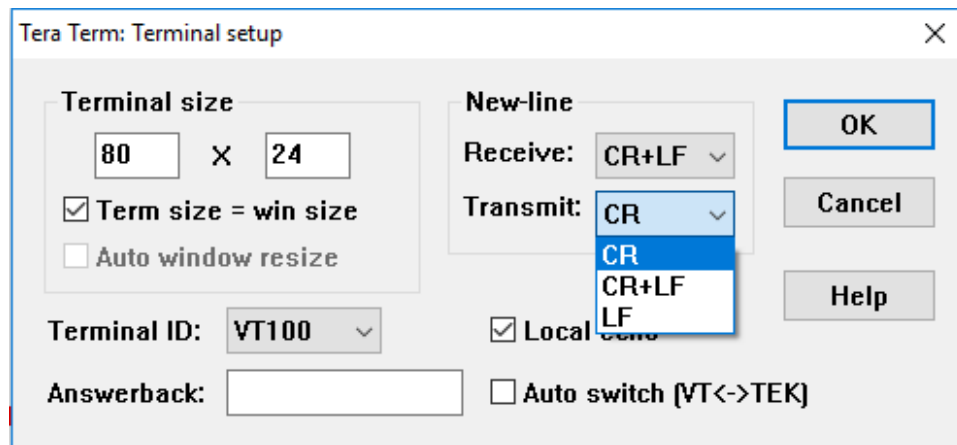 Tera Term: Terminal setup
Terminal size
80 X 24
Term size = win size
Auto window resize
New-line
Receive: CR+LF
Transmit: CR
CR
CR+LF
LF
OK
Cancel
Help
Terminal ID: VT100
Local echo
Answerback:
Auto switch (VT<->TEK)